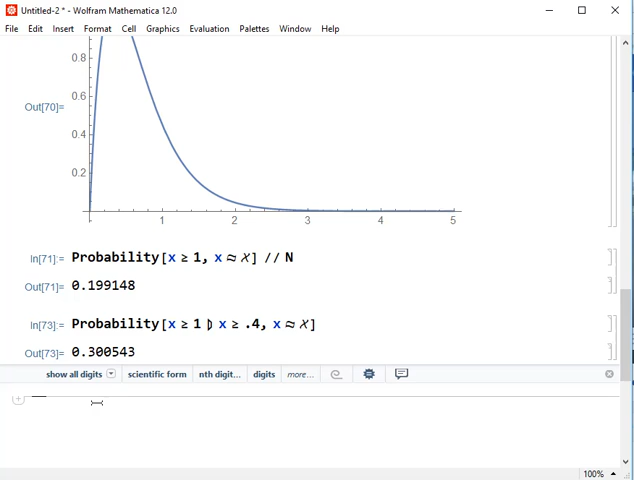 Untitled-2 * - Wolfram Mathematica 12.0
File Edit Insert Format Cell Graphics Evaluation Palettes Window Help
0.8
Out[70]= 0.6
0.4
0.2
1 2 3 4 5
In[71]:= Probability[x ≥ 1, x ≈ 𝒳] // N
Out[71]= 0.199148
In[73]:= Probability[x ≥ 1 ⫐ x ≥ .4, x ≈ 𝒳]
Out[73]= 0.300543
show all digits scientific form nth digit... digits more...
100%